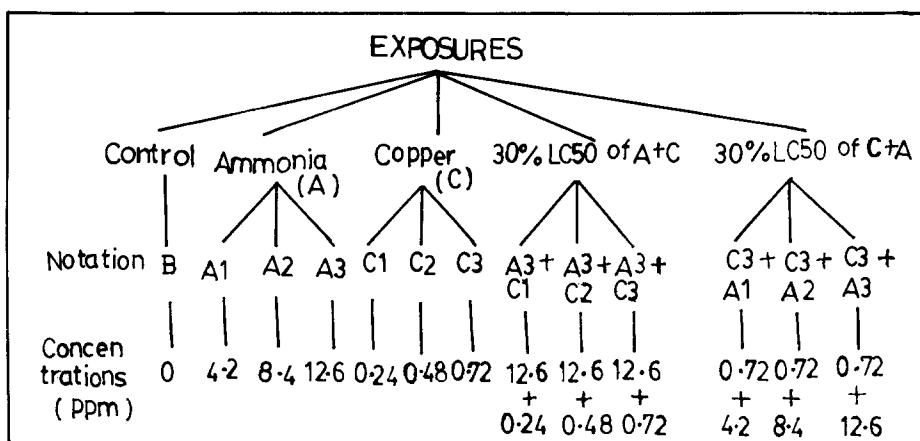 EXPOSURES
Control Ammonia (A) Copper (C) 30% LC50 of A+C 30% LC50 of C+A
Notation B A1 A2 A3 C1 C2 C3 A3+ A3+ A3+ C3+ C3+ C3+
C1 C2 C3 A1 A2 A3
Concen
trations 0 4·2 8·4 12·6 0·24 0·48 0·72 12·6 12·6 12·6 0·72 0·72 0·72
(ppm) + + + + + +
0·24 0·48 0·72 4·2 8·4 12·6